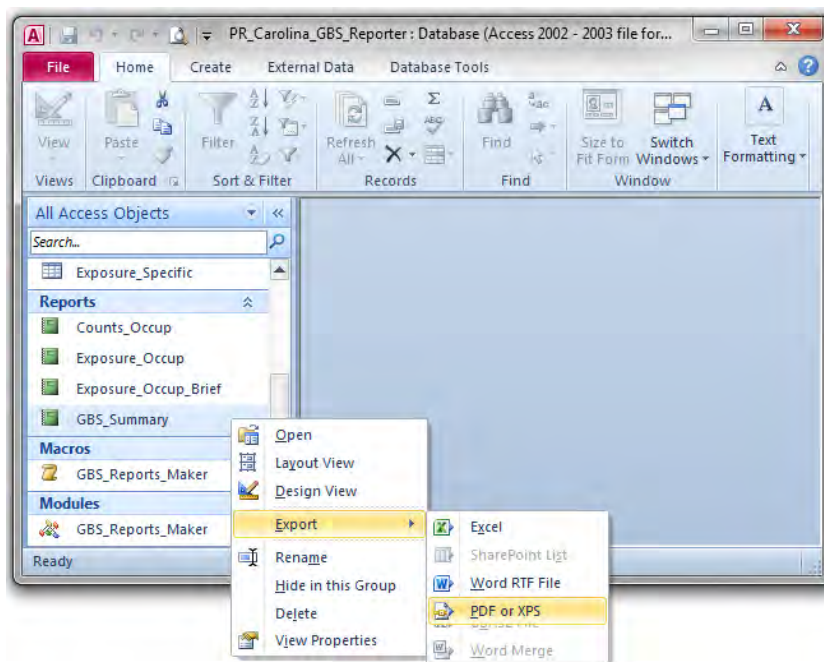 PR_Carolina_GBS_Reporter : Database (Access 2002 - 2003 file for...
File Home Create External Data Database Tools
View Paste Filter Refresh All Find Size to Fit Form Switch Windows Text Formatting
Views Clipboard Sort & Filter Records Find Window
All Access Objects
Search...
Exposure_Specific
Reports
Counts_Occup
Exposure_Occup
Exposure_Occup_Brief
GBS_Summary
Macros
GBS_Reports_Maker
Modules
GBS_Reports_Maker
Ready
Open
Layout View
Design View
Export
Rename
Hide in this Group
Delete
View Properties
Excel
SharePoint List
Word RTF File
PDF or XPS
Word Merge